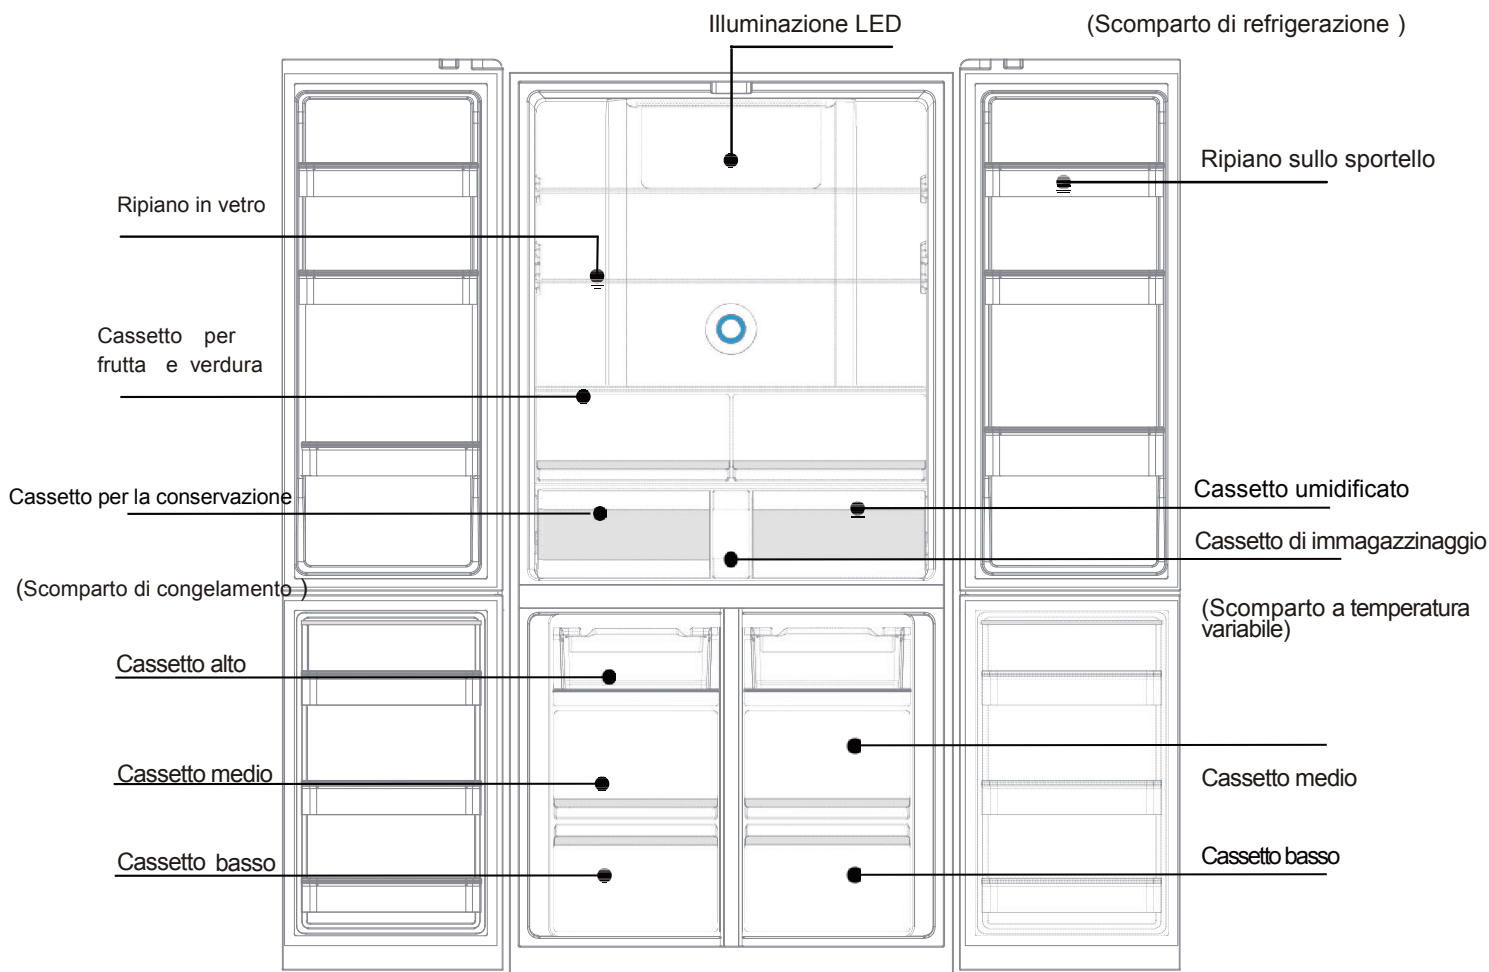 Illuminazione LED
(Scomparto di refrigerazione )
Ripiano sullo sportello
Ripiano in vetro
Cassetto per
frutta e verdura
Cassetto per la conservazione
Cassetto umidificato
Cassetto di immagazzinaggio
(Scomparto di congelamento )
(Scomparto a temperatura
variabile)
Cassetto alto
Cassetto medio
Cassetto medio
Cassetto basso
Cassetto basso